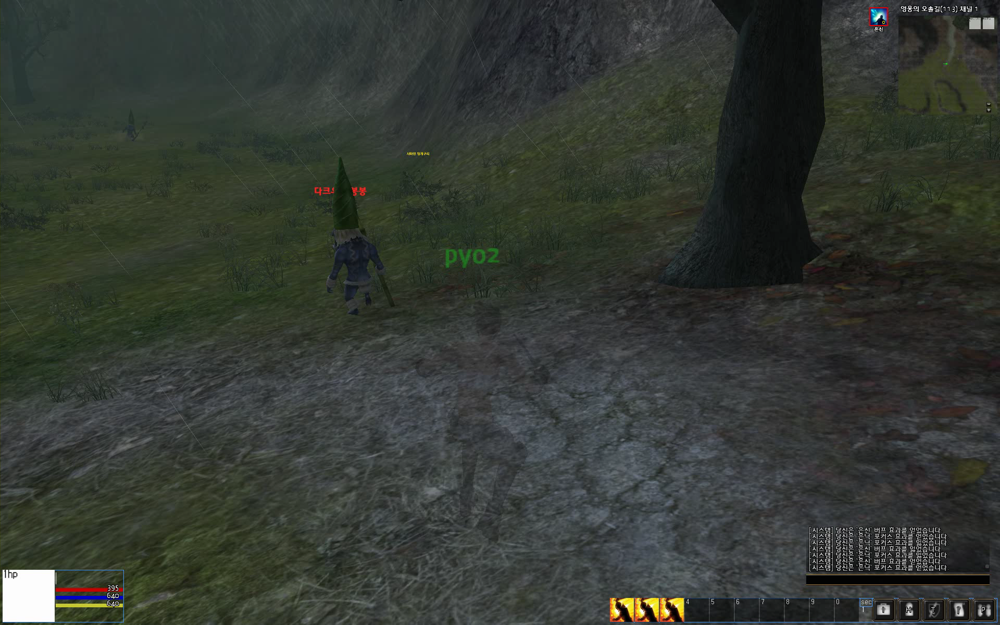 영웅의 오솔길(113):채널 1
0
은신
사마인 청개구리
다크 봉봉
pyo2
[시스템] 당신은 '은신' 버프 효과를 얻었습니다.
[시스템] 당신은 '은닉' 포커스 효과를 얻었습니다.
[시스템] 당신은 '은닉' 포커스 효과를 잃었습니다.
[시스템] 당신은 '은신' 버프 효과를 잃었습니다.
[시스템] 당신은 '은닉' 포커스 효과를 잃었습니다.
[시스템] 당신은 '은신' 버프 효과를 얻었습니다.
[시스템] 당신은 '은닉' 포커스 효과를 얻었습니다.
1hp
395
640
640
4 5 6 7 8 9 0 sec
1
I H T I P